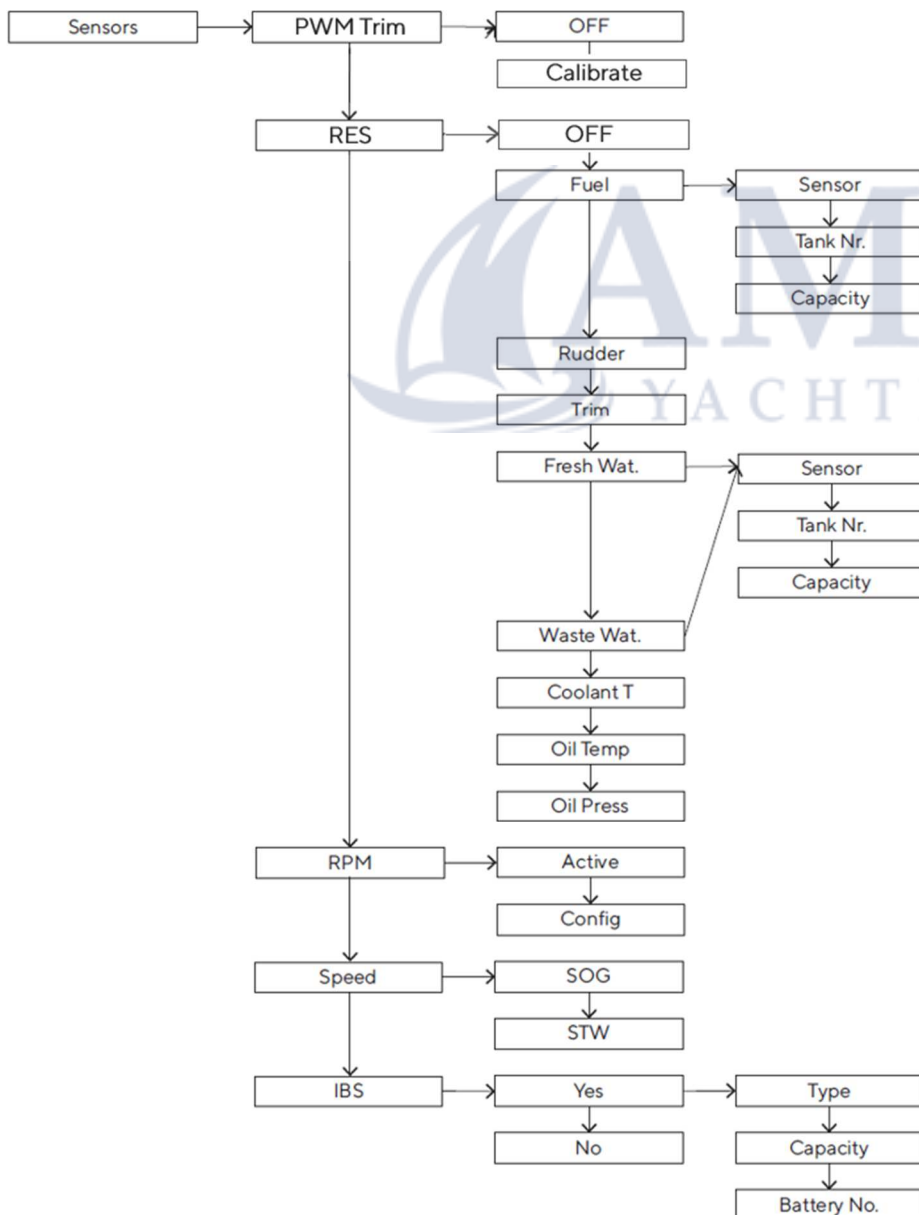 Sensors
PWM Trim
OFF
Calibrate
RES
OFF
Fuel
Sensor
Tank Nr.
Capacity
Rudder
Trim
Fresh Wat.
Sensor
Tank Nr.
Capacity
Waste Wat.
Coolant T
Oil Temp
Oil Press
RPM
Active
Config
Speed
SOG
STW
IBS
Yes
Type
No
Capacity
Battery No.
AM
YACHT